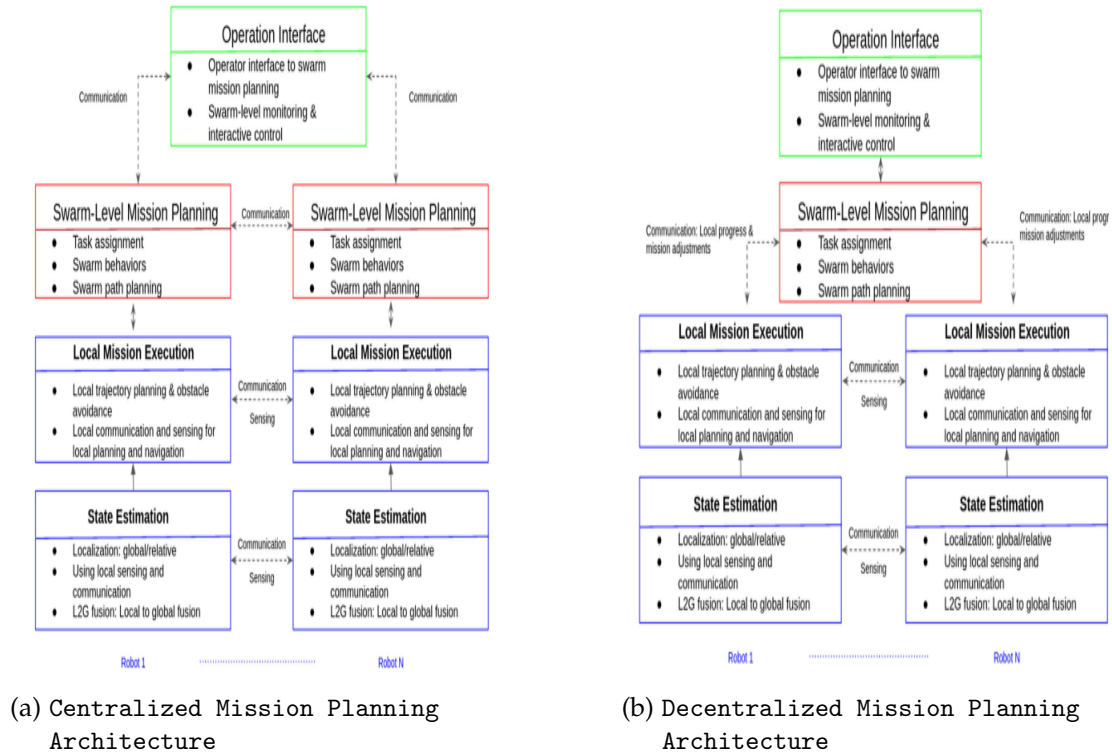 Operation Interface
● Operator interface to swarm
mission planning
● Swarm-level monitoring &
interactive control
Communication
Communication
Swarm-Level Mission Planning
● Task assignment
● Swarm behaviors
● Swarm path planning
Communication
Swarm-Level Mission Planning
● Task assignment
● Swarm behaviors
● Swarm path planning
Local Mission Execution
● Local trajectory planning & obstacle
avoidance
● Local communication and sensing for
local planning and navigation
Communication
Sensing
Local Mission Execution
● Local trajectory planning & obstacle
avoidance
● Local communication and sensing for
local planning and navigation
State Estimation
● Localization: global/relative
● Using local sensing and
communication
● L2G fusion: Local to global fusion
Communication
Sensing
State Estimation
● Localization: global/relative
● Using local sensing and
communication
● L2G fusion: Local to global fusion
Robot 1
Robot N
(a) Centralized Mission Planning
Architecture
Operation Interface
● Operator interface to swarm
mission planning
● Swarm-level monitoring &
interactive control
Communication: Local progress &
mission adjustments
Swarm-Level Mission Planning
● Task assignment
● Swarm behaviors
● Swarm path planning
Communication: Local prog
mission adjustments
Local Mission Execution
● Local trajectory planning & obstacle
avoidance
● Local communication and sensing for
local planning and navigation
Communication
Sensing
Local Mission Execution
● Local trajectory planning & obstacle
avoidance
● Local communication and sensing for
local planning and navigation
State Estimation
● Localization: global/relative
● Using local sensing and
communication
● L2G fusion: Local to global fusion
Communication
Sensing
State Estimation
● Localization: global/relative
● Using local sensing and
communication
● L2G fusion: Local to global fusion
Robot 1
Robot N
(b) Decentralized Mission Planning
Architecture